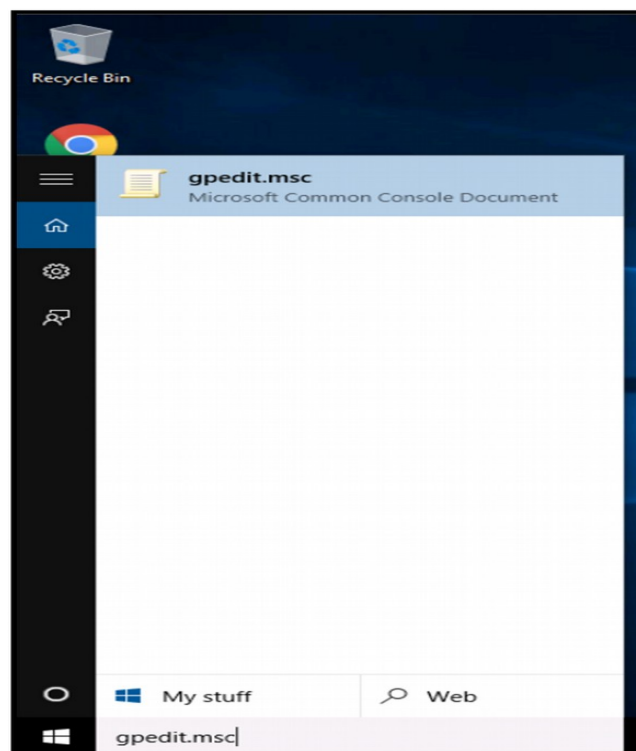 Recycle Bin
gpedit.msc
Microsoft Common Console Document
My stuff
Web
gpedit.msc